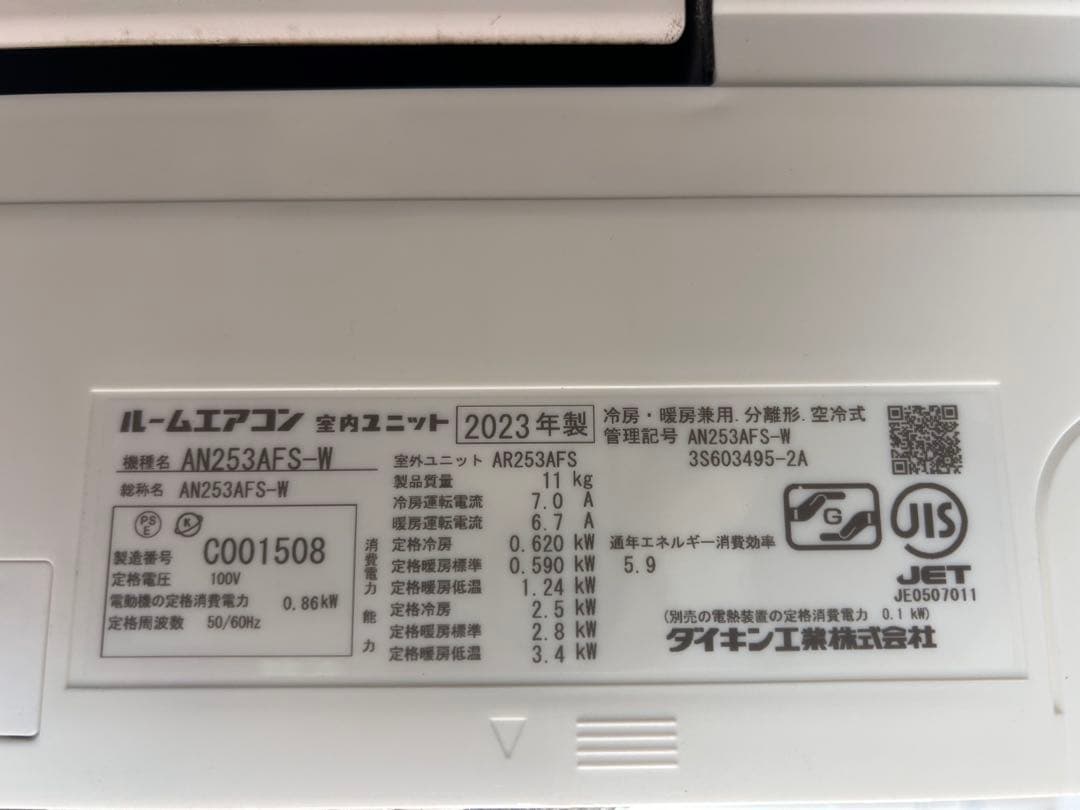 ルームエアコン 室内ユニット 2023年製
機種名 AN253AFS-W
総称名 AN253AFS-W
PS
E
K
製造番号 C001508
定格電圧 100V
電動機の定格消費電力 0.86kW
定格周波数 50/60Hz
室外ユニット AR253AFS
製品質量 11 kg
冷房運転電流 7.0 A
暖房運転電流 6.7 A
消費電力
定格冷房 0.620 kW
定格暖房標準 0.590 kW
定格暖房低温 1.24 kW
能力
定格冷房 2.5 kW
定格暖房標準 2.8 kW
定格暖房低温 3.4 kW
冷房・暖房兼用.分離形.空冷式
管理記号 AN253AFS-W
3S603495-2A
通年エネルギー消費効率
5.9
G
JIS
JET
JE0507011
(別売の電熱装置の定格消費電力 0.1 kW)
ダイキン工業株式会社